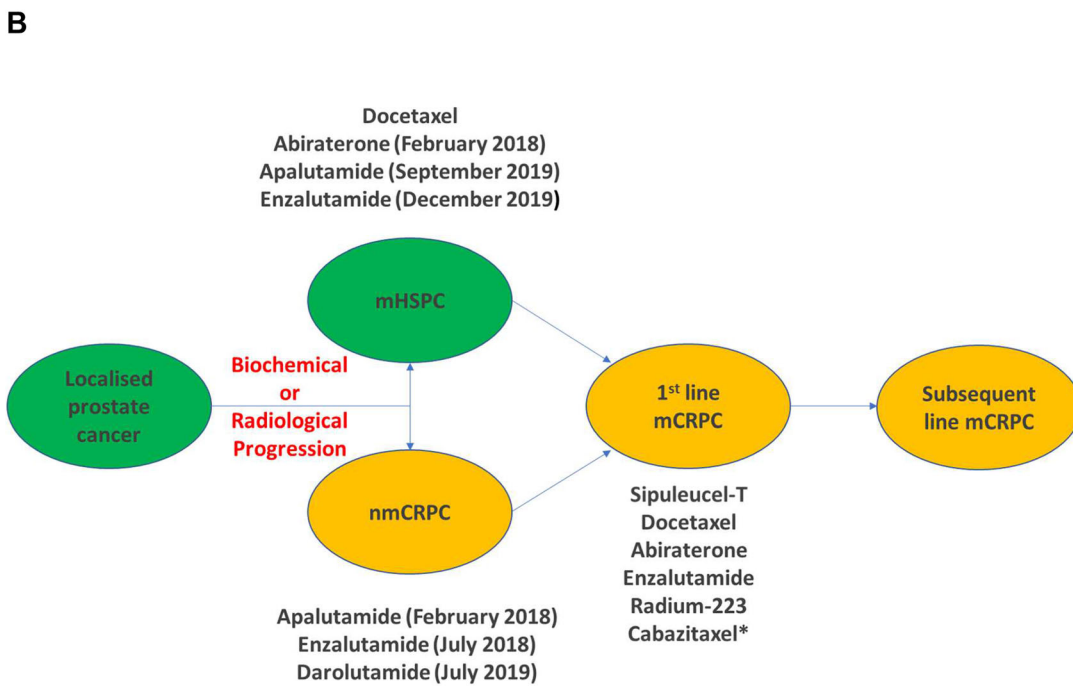 B
Docetaxel
Abiraterone (February 2018)
Apalutamide (September 2019)
Enzalutamide (December 2019)
mHSPC
Localised
prostate
cancer
Biochemical
or
Radiological
Progression
1st line
mCRPC
Subsequent
line mCRPC
nmCRPC
Sipuleucel-T
Docetaxel
Abiraterone
Enzalutamide
Radium-223
Cabazitaxel*
Apalutamide (February 2018)
Enzalutamide (July 2018)
Darolutamide (July 2019)